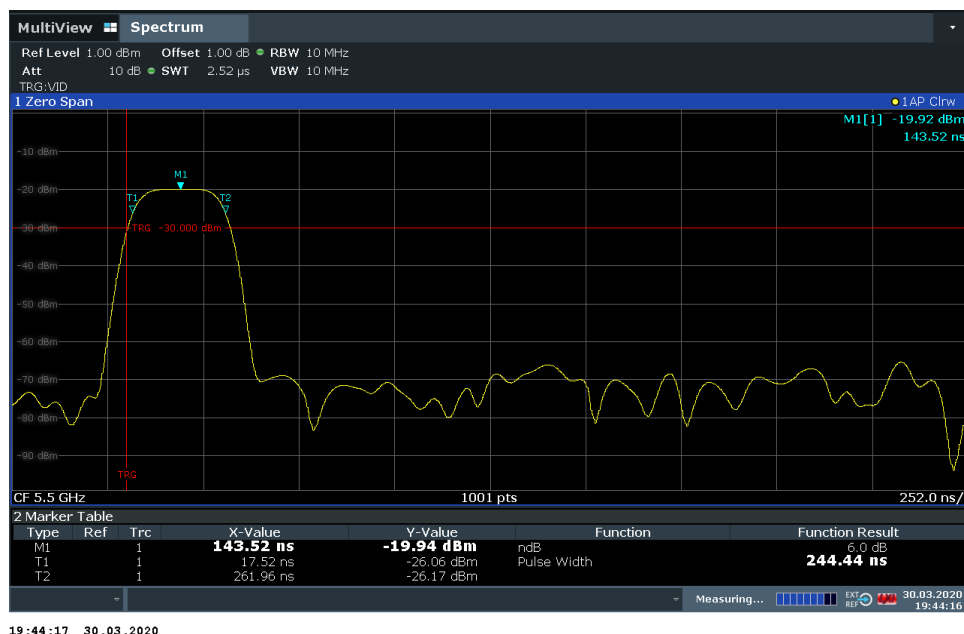 MultiView Spectrum
Ref Level 1.00 dBm Offset 1.00 dB RBW 10 MHz
Att 10 dB SWT 2.52 µs VBW 10 MHz
TRG:VID
1 Zero Span 1AP Clrw
M1[1] -19.92 dBm
143.52 ns
-10 dBm
M1
-20 dBm
T1 T2
-30 dBm TRG -30.000 dBm
-40 dBm
-50 dBm
-60 dBm
-70 dBm
-80 dBm
-90 dBm
TRG
CF 5.5 GHz 1001 pts 252.0 ns/
2 Marker Table
Type Ref Trc X-Value Y-Value Function Function Result
M1 1 143.52 ns -19.94 dBm ndB 6.0 dB
T1 1 17.52 ns -26.06 dBm Pulse Width 244.44 ns
T2 1 261.96 ns -26.17 dBm
Measuring... EXT REF 30.03.2020
19:44:16
19:44:17 30.03.2020